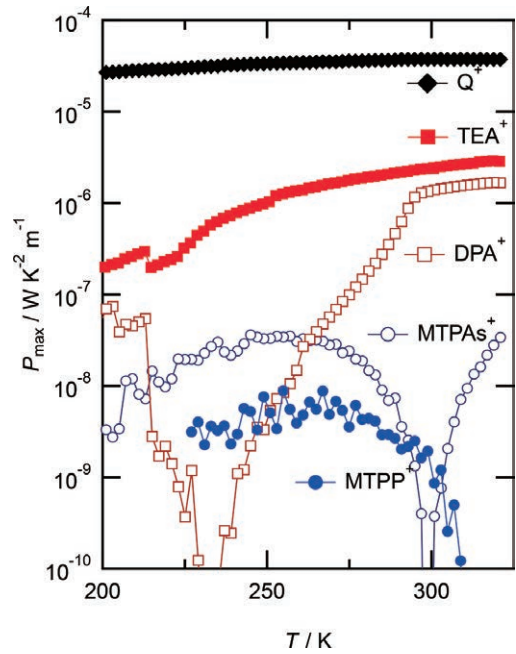 10⁻⁴
10⁻⁵
10⁻⁶
10⁻⁷
10⁻⁸
10⁻⁹
10⁻¹⁰
P_max / W K⁻² m⁻¹
Q⁺
TEA⁺
DPA⁺
MTPAs⁺
MTPP⁺
200
250
300
T / K